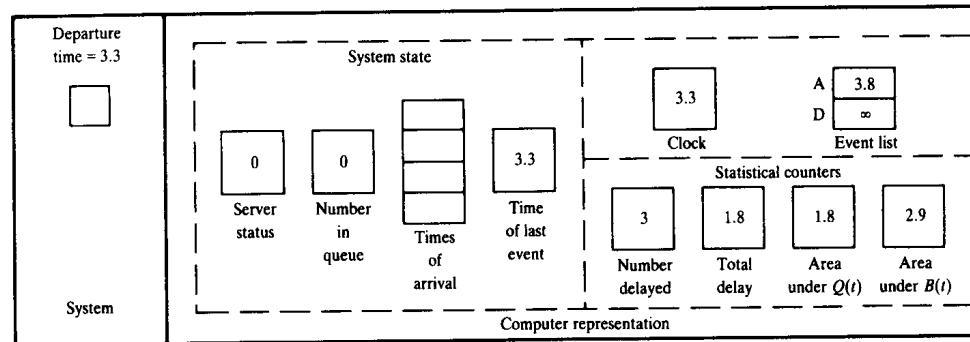 Departure
time = 3.3
System
System state
0
Server
status
0
Number
in
queue
Times
of
arrival
3.3
Time
of last
event
3.3
Clock
A
3.8
D
∞
Event list
Statistical counters
3
Number
delayed
1.8
Total
delay
1.8
Area
under Q(t)
2.9
Area
under B(t)
Computer representation